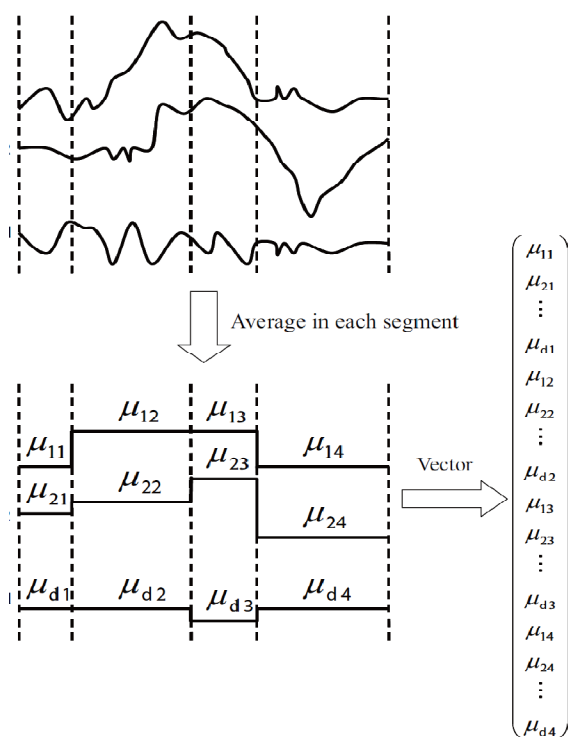 Average in each segment
μ12 μ13
μ11 μ14
μ23
μ21 μ22
μ24
μd1 μd2 μd3 μd4
Vector
μ11
μ21
⋮
μd1
μ12
μ22
⋮
μd2
μ13
μ23
⋮
μd3
μ14
μ24
⋮
μd4